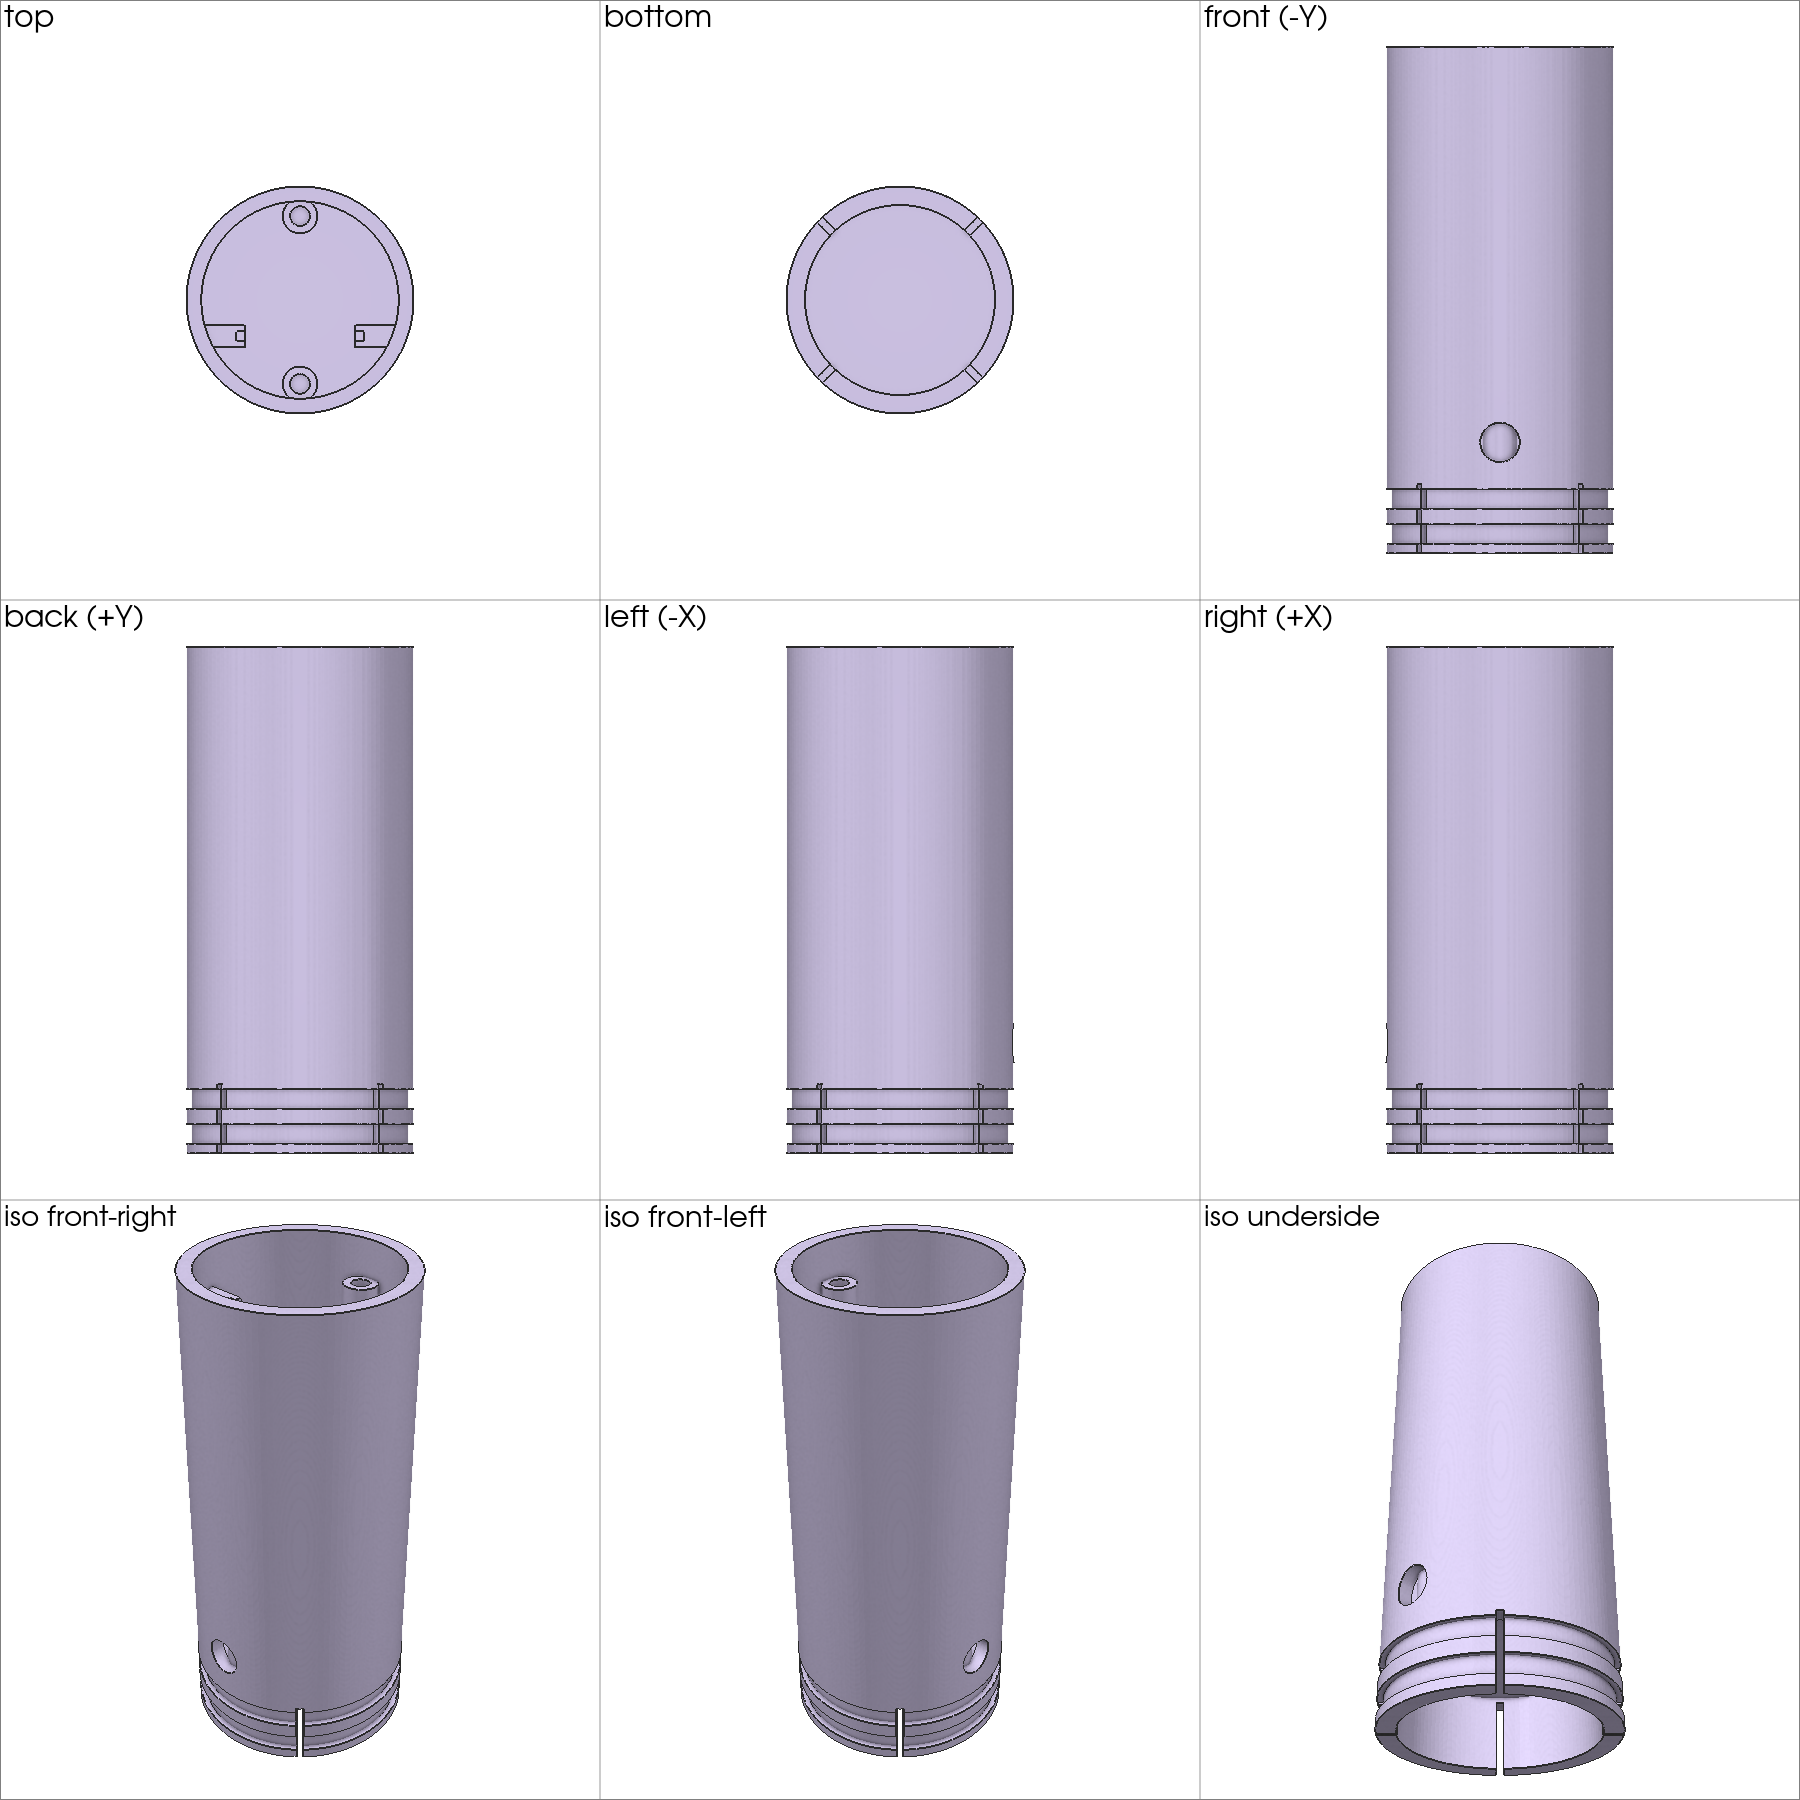 top
bottom
front (-Y)
back (+Y)
left (-X)
right (+X)
iso front-right
iso front-left
iso underside